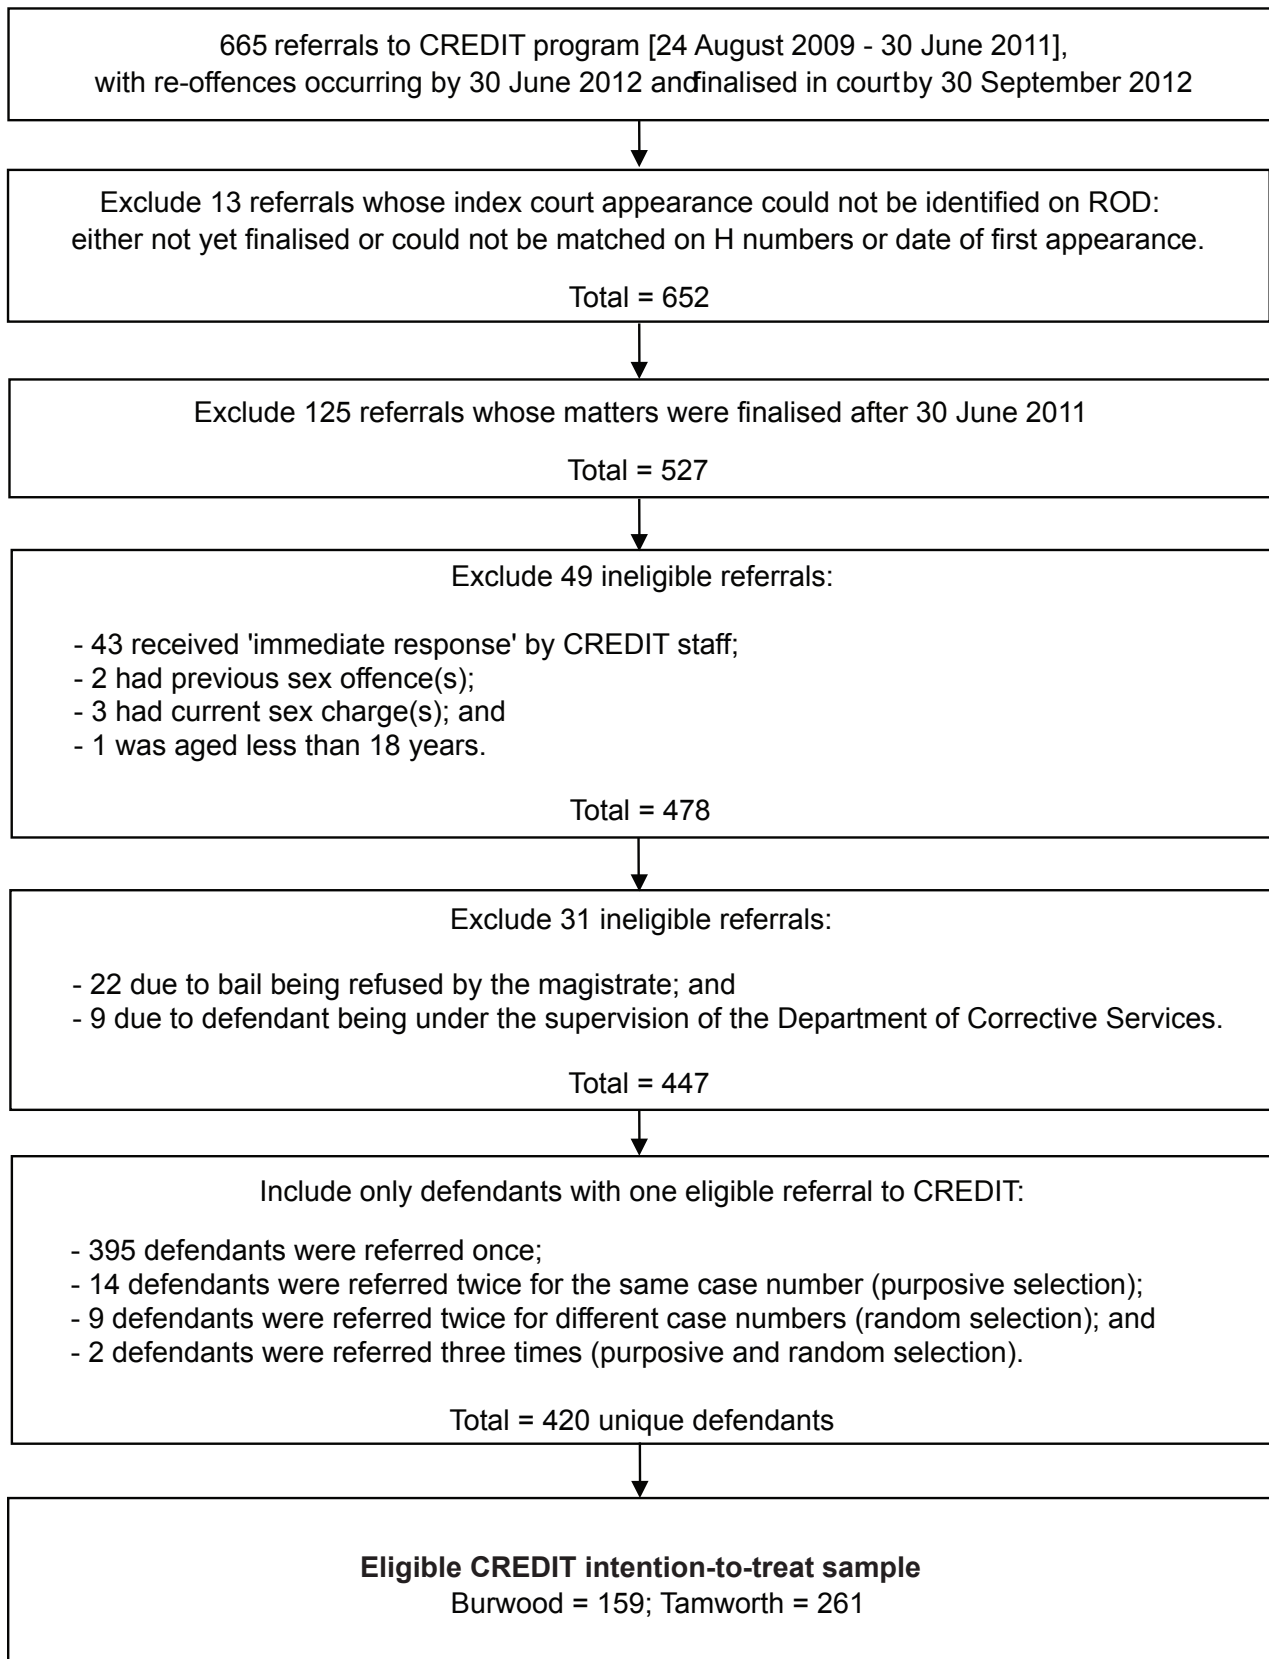 665 referrals to CREDIT program [24 August 2009 - 30 June 2011],
with re-offences occurring by 30 June 2012 and finalised in court by 30 September 2012
Exclude 13 referrals whose index court appearance could not be identified on ROD:
either not yet finalised or could not be matched on H numbers or date of first appearance.
Total = 652
Exclude 125 referrals whose matters were finalised after 30 June 2011
Total = 527
Exclude 49 ineligible referrals:
- 43 received 'immediate response' by CREDIT staff;
- 2 had previous sex offence(s);
- 3 had current sex charge(s); and
- 1 was aged less than 18 years.
Total = 478
Exclude 31 ineligible referrals:
- 22 due to bail being refused by the magistrate; and
- 9 due to defendant being under the supervision of the Department of Corrective Services.
Total = 447
Include only defendants with one eligible referral to CREDIT:
- 395 defendants were referred once;
- 14 defendants were referred twice for the same case number (purposive selection);
- 9 defendants were referred twice for different case numbers (random selection); and
- 2 defendants were referred three times (purposive and random selection).
Total = 420 unique defendants
Eligible CREDIT intention-to-treat sample
Burwood = 159; Tamworth = 261